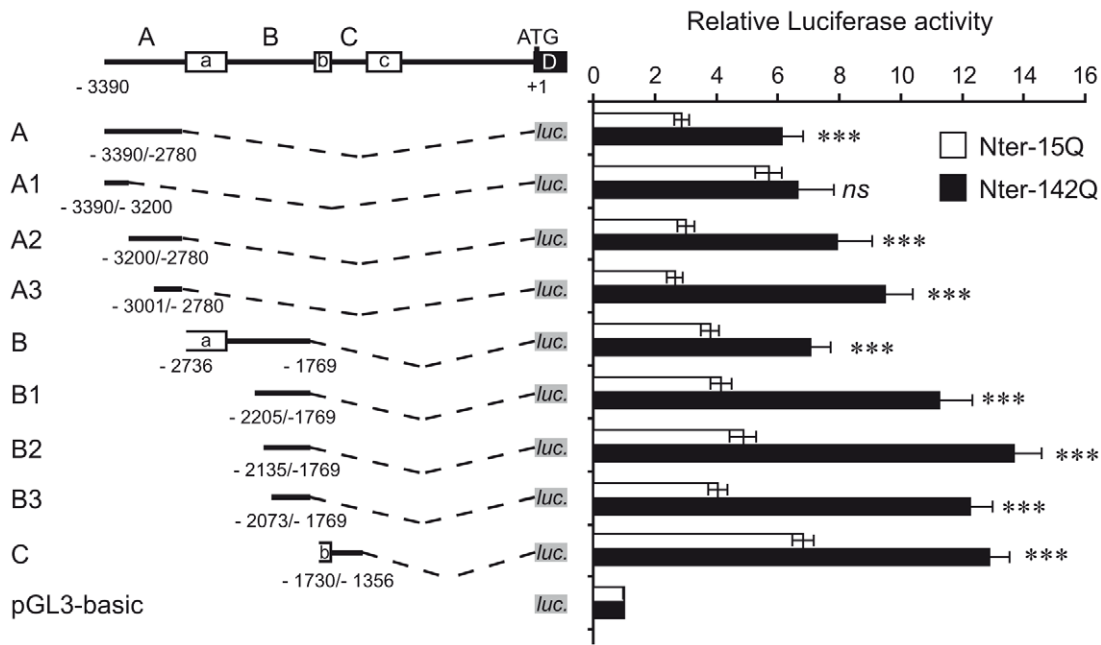 Relative Luciferase activity
A B C ATG
a b c D
- 3390 +1
0 2 4 6 8 10 12 14 16
A luc. ***
- 3390/-2780
Nter-15Q
Nter-142Q
A1 luc. ns
- 3390/- 3200
A2 luc. ***
- 3200/-2780
A3 luc. ***
- 3001/- 2780
B a luc. ***
- 2736 - 1769
B1 luc. ***
- 2205/-1769
B2 luc. ***
- 2135/-1769
B3 luc. ***
- 2073/- 1769
C b luc. ***
- 1730/- 1356
pGL3-basic luc.